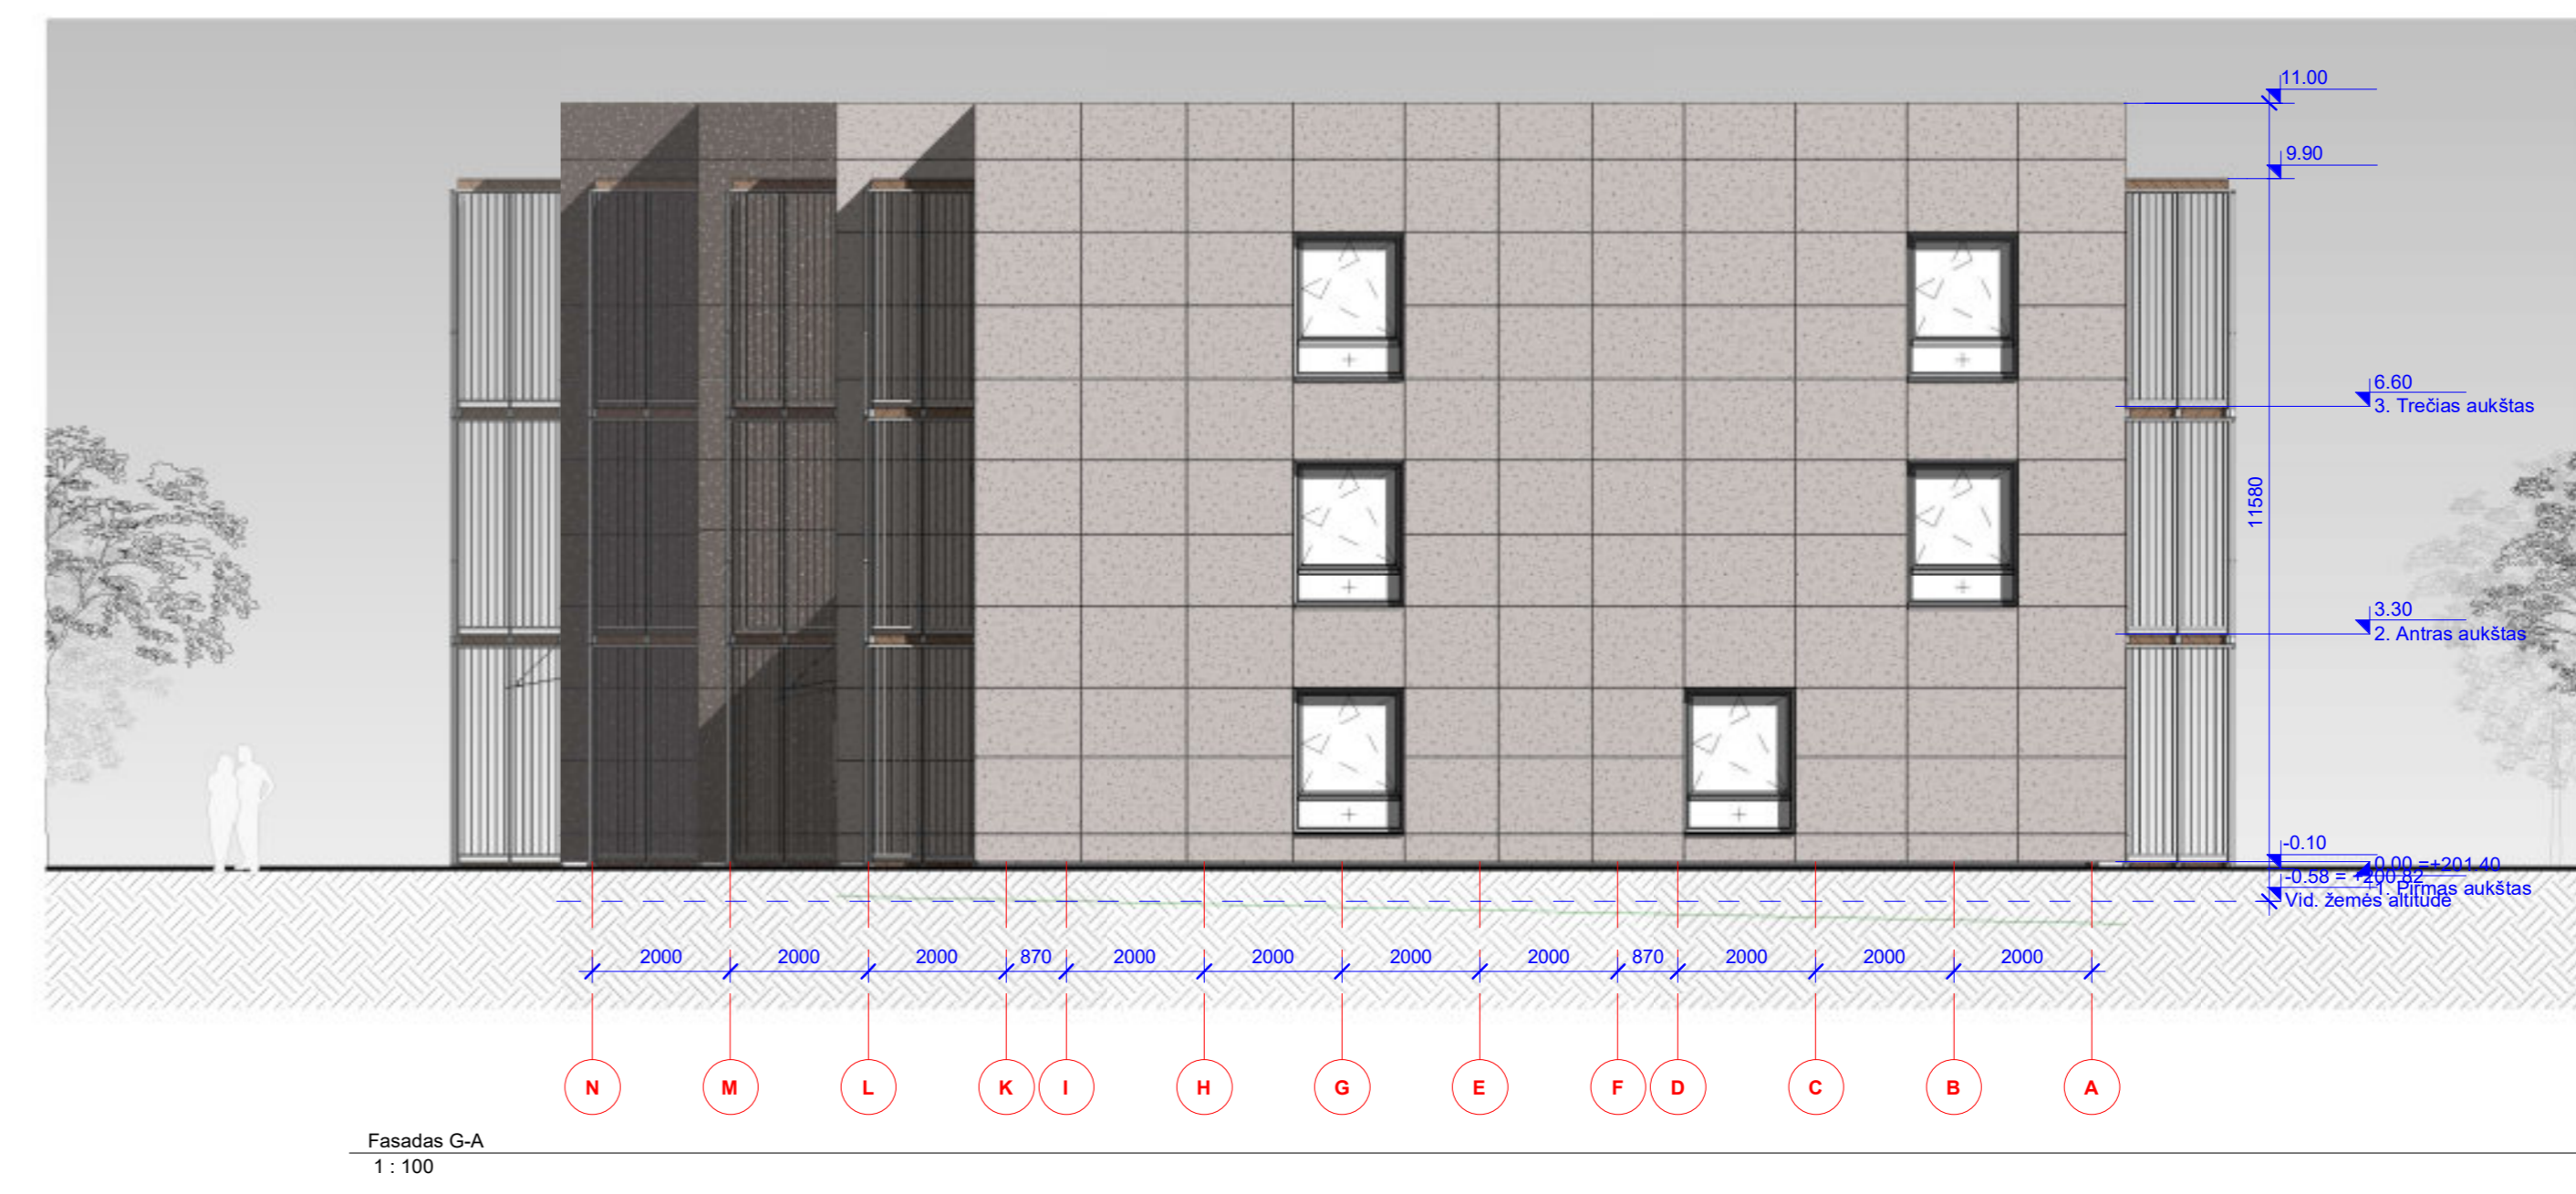 11.00
9.90
6.60
3. Trečias aukštas
11580
3.30
2. Antras aukštas
-0.10
0.00 =+201.40
-0.58 = +200.82
1. Pirmas aukštas
Vid. žemės altitudė
2000 2000 2000 870 2000 2000 2000 2000 870 2000 2000 2000
N M L K I H G E F D C B A
Fasadas G-A
1 : 100